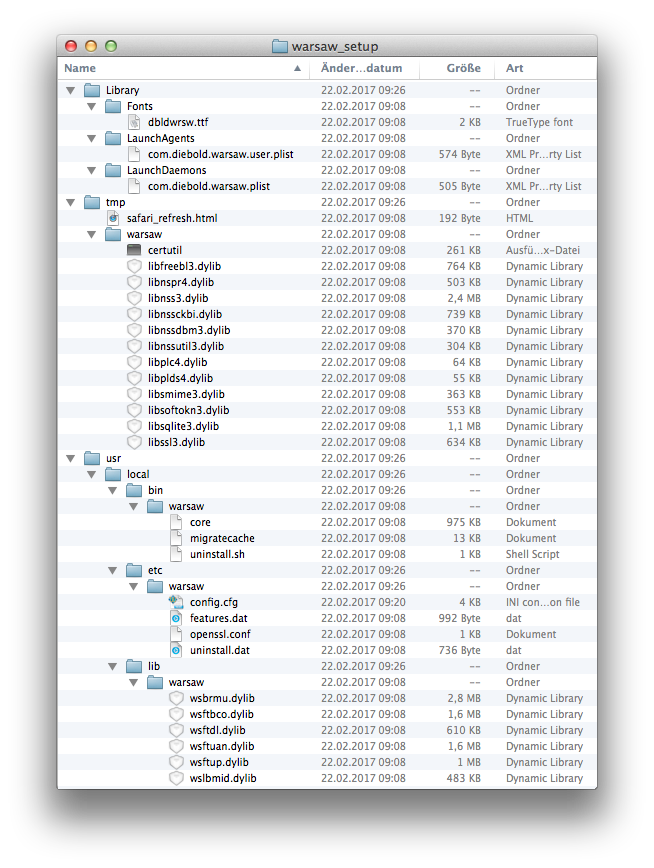 warsaw_setup
Name Änder...datum Größe Art
Library 22.02.2017 09:26 -- Ordner
Fonts 22.02.2017 09:08 -- Ordner
dbldwrsw.ttf 22.02.2017 09:08 2 KB TrueType font
LaunchAgents 22.02.2017 09:08 -- Ordner
com.diebold.warsaw.user.plist 22.02.2017 09:08 574 Byte XML Pr...rty List
LaunchDaemons 22.02.2017 09:08 -- Ordner
com.diebold.warsaw.plist 22.02.2017 09:08 505 Byte XML Pr...rty List
tmp 22.02.2017 09:26 -- Ordner
safari_refresh.html 22.02.2017 09:08 192 Byte HTML
warsaw 22.02.2017 09:08 -- Ordner
certutil 22.02.2017 09:08 261 KB Ausfü...x-Datei
libfreebl3.dylib 22.02.2017 09:08 764 KB Dynamic Library
libnspr4.dylib 22.02.2017 09:08 503 KB Dynamic Library
libnss3.dylib 22.02.2017 09:08 2,4 MB Dynamic Library
libnssckbi.dylib 22.02.2017 09:08 739 KB Dynamic Library
libnssdbm3.dylib 22.02.2017 09:08 370 KB Dynamic Library
libnssutil3.dylib 22.02.2017 09:08 304 KB Dynamic Library
libplc4.dylib 22.02.2017 09:08 64 KB Dynamic Library
libplds4.dylib 22.02.2017 09:08 55 KB Dynamic Library
libsmime3.dylib 22.02.2017 09:08 363 KB Dynamic Library
libsoftokn3.dylib 22.02.2017 09:08 553 KB Dynamic Library
libsqlite3.dylib 22.02.2017 09:08 1,1 MB Dynamic Library
libssl3.dylib 22.02.2017 09:08 634 KB Dynamic Library
usr 22.02.2017 09:26 -- Ordner
local 22.02.2017 09:26 -- Ordner
bin 22.02.2017 09:26 -- Ordner
warsaw 22.02.2017 09:08 -- Ordner
core 22.02.2017 09:08 975 KB Dokument
migratecache 22.02.2017 09:08 13 KB Dokument
uninstall.sh 22.02.2017 09:08 1 KB Shell Script
etc 22.02.2017 09:26 -- Ordner
warsaw 22.02.2017 09:26 -- Ordner
config.cfg 22.02.2017 09:20 4 KB INI con...on file
features.dat 22.02.2017 09:08 992 Byte dat
openssl.conf 22.02.2017 09:08 1 KB Dokument
uninstall.dat 22.02.2017 09:08 736 Byte dat
lib 22.02.2017 09:26 -- Ordner
warsaw 22.02.2017 09:08 -- Ordner
wsbrmu.dylib 22.02.2017 09:08 2,8 MB Dynamic Library
wsftbco.dylib 22.02.2017 09:08 1,6 MB Dynamic Library
wsftdl.dylib 22.02.2017 09:08 610 KB Dynamic Library
wsftuan.dylib 22.02.2017 09:08 1,6 MB Dynamic Library
wsftup.dylib 22.02.2017 09:08 1 MB Dynamic Library
wslbmid.dylib 22.02.2017 09:08 483 KB Dynamic Library